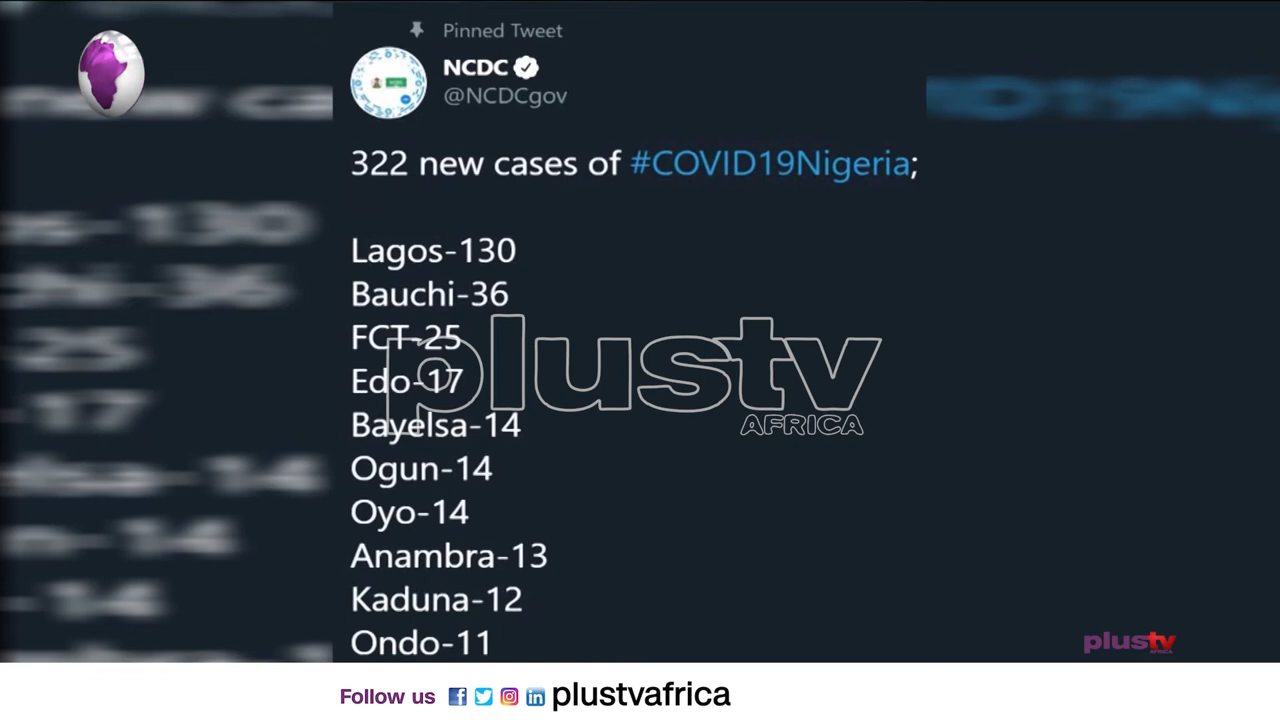 Pinned Tweet
NCDC
@NCDCgov
322 new cases of #COVID19Nigeria;
Lagos-130
Bauchi-36
FCT-25
Edo-17
Bayelsa-14
Ogun-14
Oyo-14
Anambra-13
Kaduna-12
Ondo-11
plustv
AFRICA
plustv
AFRICA
Follow us plustvafrica